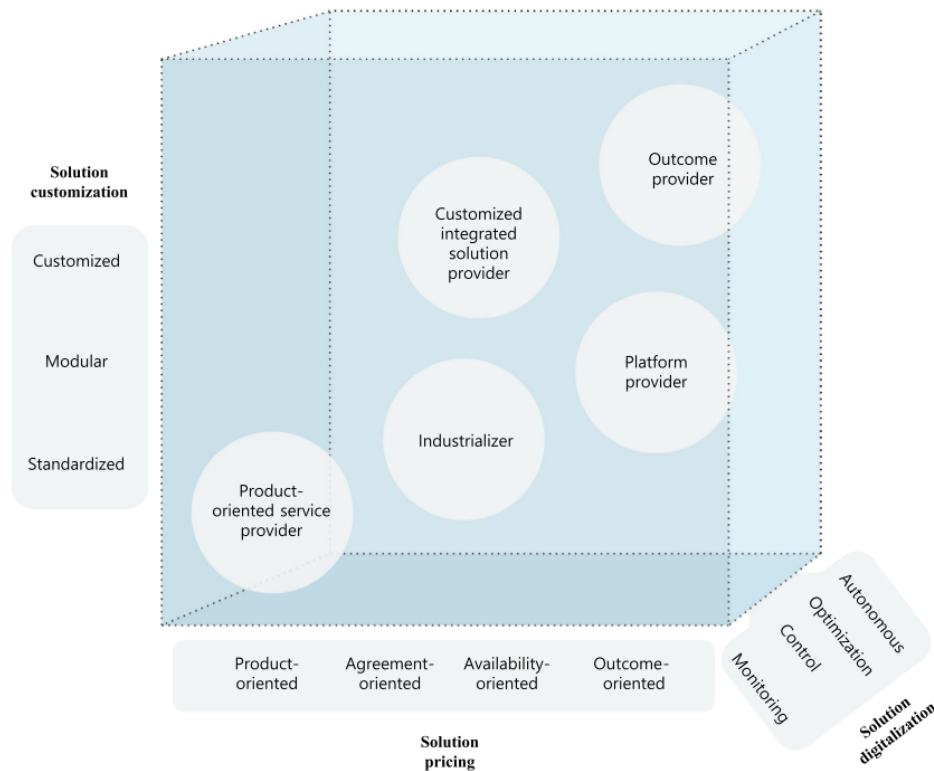 Outcome
provider
Solution
customization
Customized
integrated
solution
provider
Customized
Modular
Platform
provider
Industrializer
Standardized
Product-
oriented service
provider
Product-
oriented
Agreement-
oriented
Availability-
oriented
Outcome-
oriented
Monitoring
Control
Optimization
Autonomous
Solution
digitalization
Solution
pricing